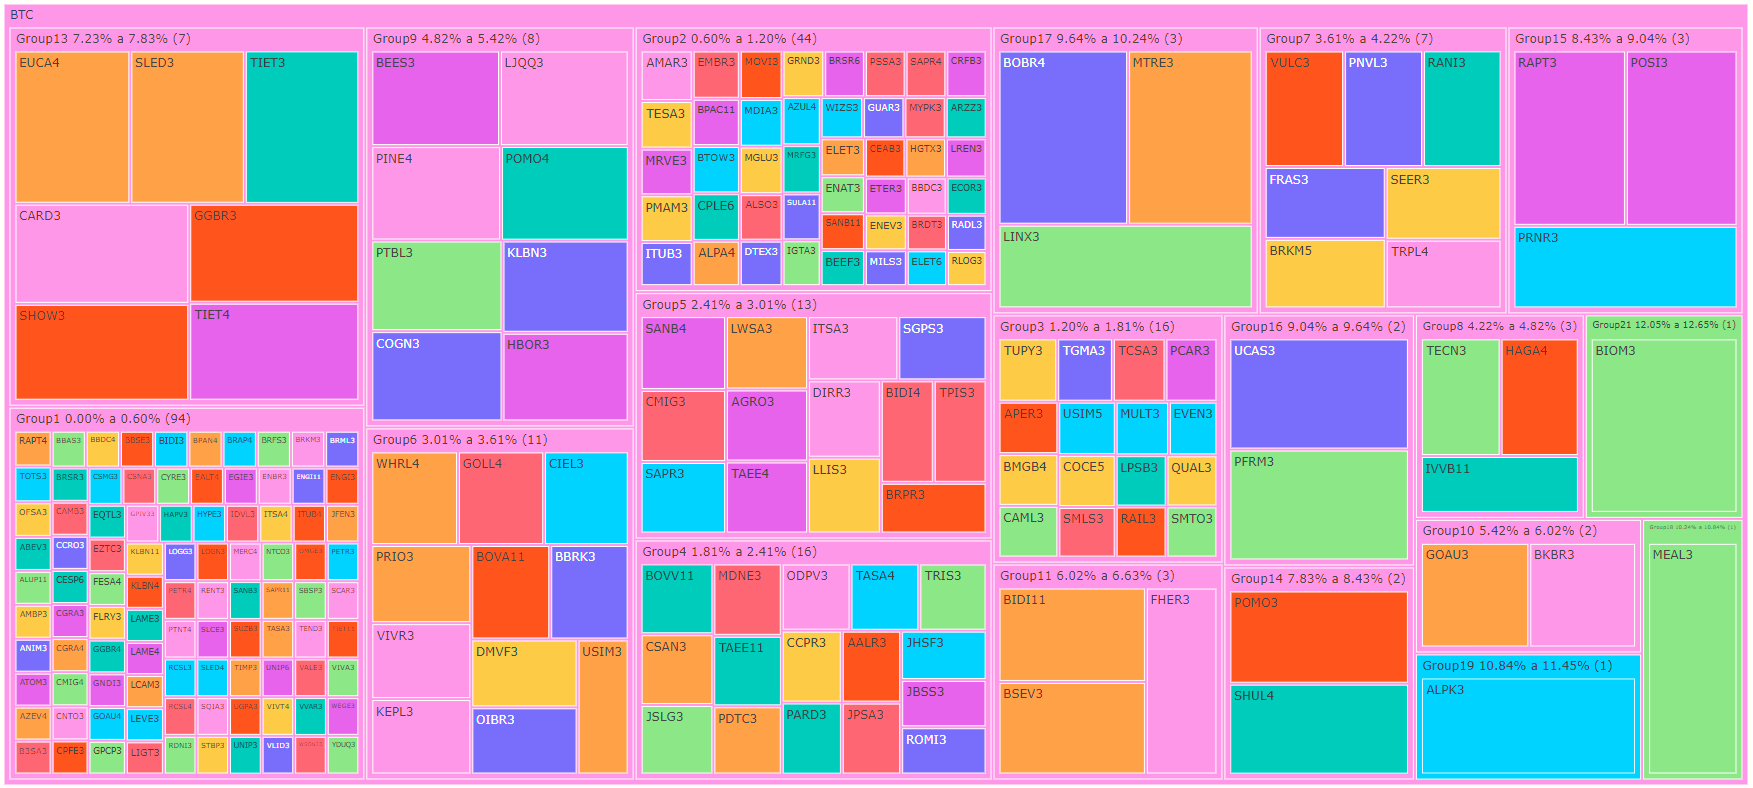 BTC
Group13 7.23% a 7.83% (7)
EUCA4
SLED3
TIET3
CARD3
GGBR3
SHOW3
TIET4
Group1 0.00% a 0.60% (94)
RAPT4 BBAS3 BBDC4 BBSE3 BIDI3 BPAN4 BRAP4 BRFS3 BRKM3 BRML3
TOTS3 BRSR3 CSMG3 CSNA3 CYRE3 EALT4 EGIE3 ENBR3 ENGI11 ENGI3
OFSA3 CAMB3 EQTL3 GPIV33 HAPV3 HYPE3 IDVL3 ITSA4 ITUB4 JFEN3
ABEV3 CCRO3 EZTC3 KLBN11 LOGG3 LOGN3 MERC4 NTCO3 PETR3
ALUP11 CESP6 FESA4 KLBN4 PETR4 RENT3 SANB3 SAPR11 SBSP3 SCAR3
AMBP3 CGRA3 FLRY3 LAME3 PTNT4 SLCE3 SUZB3 TASA3 TEND3
ANIM3 CGRA4 GGBR4 LAME4 RCSL3 SLED4 TIMP3 UNIP6 VALE3 VIVA3
ATOM3 CMIG4 GNDI3 LCAM3 RCSL4 SQIA3 UGPA3 VIVT4 VVAR3 WEGE3
AZEV4 CNTO3 GOAU4 LEVE3
B3SA3 CPFE3 GPCP3 LIGT3 RDNI3 STBP3 UNIP3 VLID3 YDUQ3
Group9 4.82% a 5.42% (8)
BEES3
LJQQ3
PINE4
POMO4
PTBL3
KLBN3
COGN3
HBOR3
Group6 3.01% a 3.61% (11)
WHRL4
GOLL4
CIEL3
PRIO3
BOVA11
BBRK3
VIVR3
DMVF3
USIM3
KEPL3
OIBR3
Group2 0.60% a 1.20% (44)
AMAR3 EMBR3 MOVI3 GRND3 BRSR6 PSSA3 SAPR4 CRFB3
TESA3 BPAC11 MDIA3 AZUL4 WIZS3 GUAR3 MYPK3 ARZZ3
MRVE3 BTOW3 MGLU3 MRFG3 ELET3 CEAB3 HGTX3 LREN3
PMAM3 CPLE6 ALSO3 SULA11 ENAT3 ETER3 BBDC3 ECOR3
SANB11 ENEV3 BRDT3 RADL3
ITUB3 ALPA4 DTEX3 IGTA3 BEEF3 MILS3 ELET6 RLOG3
Group5 2.41% a 3.01% (13)
SANB4
LWSA3
ITSA3
SGPS3
CMIG3
AGRO3
DIRR3
BIDI4
TPIS3
SAPR3
TAEE4
LLIS3
BRPR3
Group4 1.81% a 2.41% (16)
BOVV11
MDNE3
ODPV3
TASA4
TRIS3
CSAN3
TAEE11
CCPR3
AALR3
JHSF3
JBSS3
JSLG3
PDTC3
PARD3
JPSA3
ROMI3
Group17 9.64% a 10.24% (3)
BOBR4
MTRE3
LINX3
Group7 3.61% a 4.22% (7)
VULC3
PNVL3
RANI3
FRAS3
SEER3
BRKM5
TRPL4
Group15 8.43% a 9.04% (3)
RAPT3
POSI3
PRNR3
Group3 1.20% a 1.81% (16)
TUPY3 TGMA3 TCSA3 PCAR3
APER3 USIM5 MULT3 EVEN3
BMGB4 COCE5 LPSB3 QUAL3
CAML3 SMLS3 RAIL3 SMTO3
Group16 9.04% a 9.64% (2)
UCAS3
PFRM3
Group8 4.22% a 4.82% (3)
TECN3
HAGA4
IVVB11
Group21 12.05% a 12.65% (1)
BIOM3
Group11 6.02% a 6.63% (3)
BIDI11
FHER3
BSEV3
Group14 7.83% a 8.43% (2)
POMO3
SHUL4
Group10 5.42% a 6.02% (2)
GOAU3
BKBR3
Group19 10.84% a 11.45% (1)
ALPK3
Group18 10.24% a 10.84% (1)
MEAL3